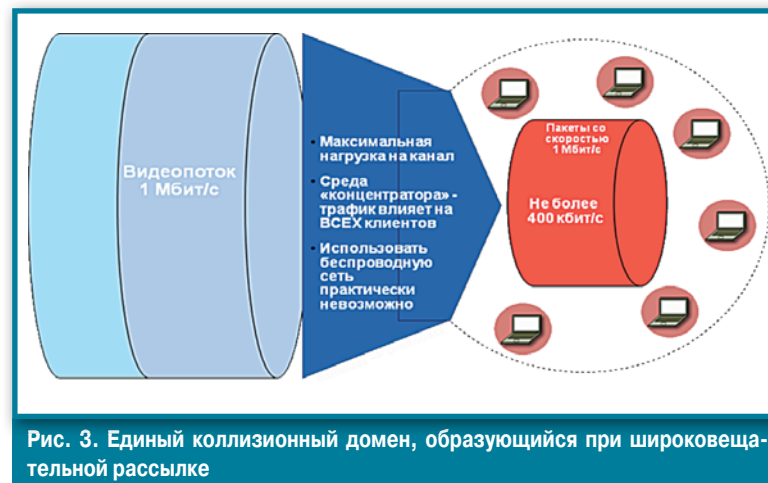 Видеопоток
1 Мбит/с
• Максимальная
нагрузка на канал
• Среда
«концентратора» -
трафик влияет на
ВСЕХ клиентов
• Использовать
беспроводную
сеть
практически
невозможно
Пакеты со
скоростью
1 Мбит/с
Не более
400 кбит/с
Рис. 3. Единый коллизионный домен, образующийся при широковеща-
тельной рассылке